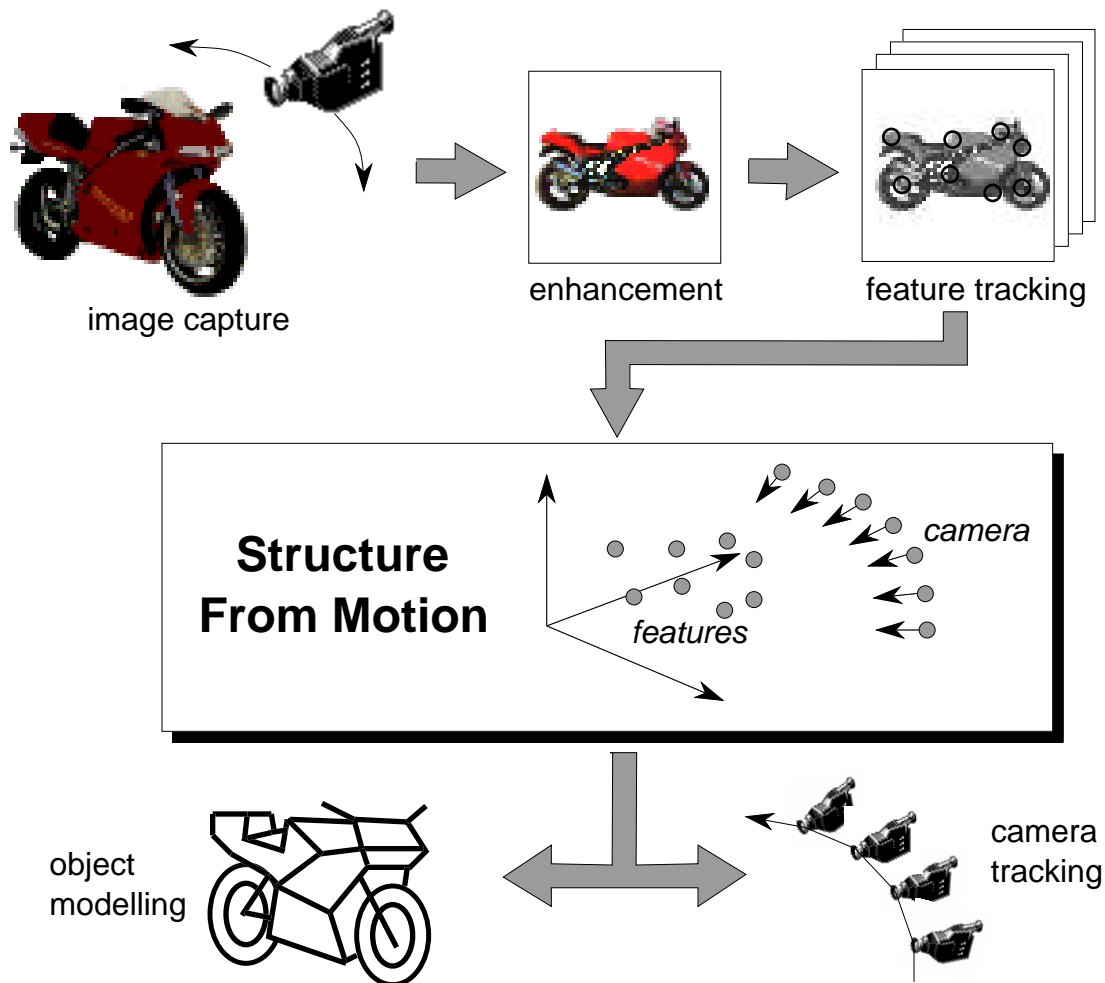 image capture
enhancement
feature tracking
Structure
From Motion
camera
features
object
modelling
camera
tracking